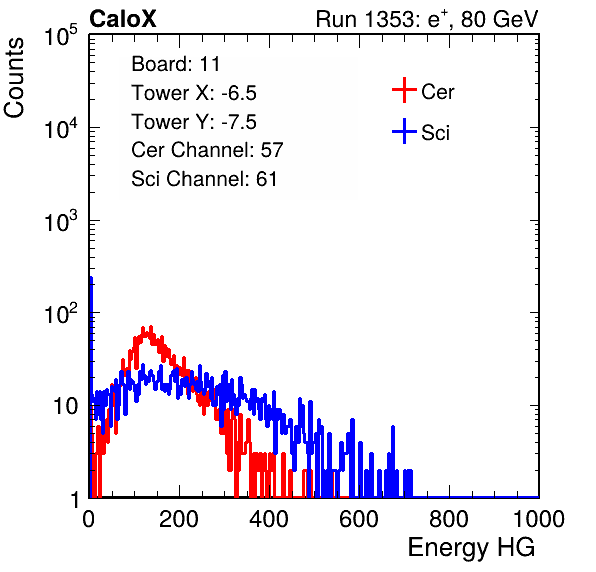 CaloX Run 1353: e⁺, 80 GeV
Counts
Board: 11
Tower X: -6.5
Tower Y: -7.5
Cer Channel: 57
Sci Channel: 61
Cer
Sci
10⁵
10⁴
10³
10²
10
1
0 200 400 600 800 1000
Energy HG